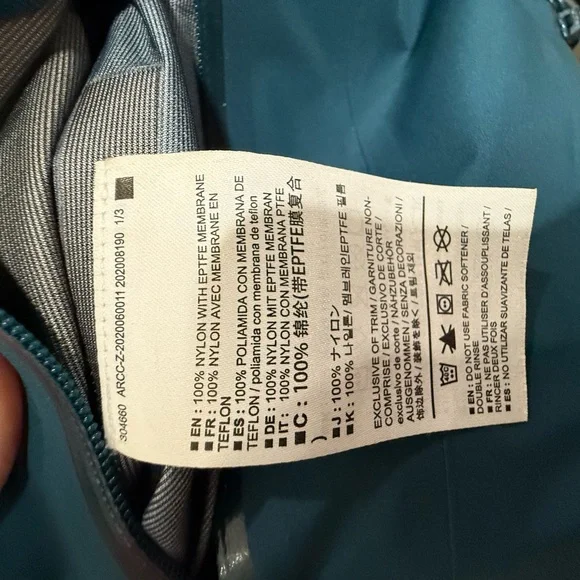 304660 ARCC-Z-2020060011 202008190 1/3
■ EN : 100% NYLON WITH EPTFE MEMBRANE
■ FR : 100% NYLON AVEC MEMBRANE EN
TEFLON
■ ES : 100% POLIAMIDA CON MEMBRANA DE
TEFLON / poliamida con membrana de teflon
■ DE : 100% NYLON MIT EPTFE MEMBRAN
■ IT : 100% NYLON CON MEMBRANA PTFE
■ C : 100% 锦纶(带EPTFE膜复合
)
■ J : 100% ナイロン
■ K : 100% 나일론/ 멤브레인EPTFE 필름
EXCLUSIVE OF TRIM / GARNITURE NON-
COMPRISE / EXCLUSIVO DE CORTE /
exclusivo de corte / NÄHZUBEHÖR
AUSGENOMMEN / SENZA DECORAZIONI /
饰边除外 / 装飾を除く / 트림 제외
■ EN : DO NOT USE FABRIC SOFTENER /
DOUBLE RINSE
■ FR : NE PAS UTILISER D'ASSOUPLISSANT /
RINCER DEUX FOIS
■ ES : NO USE SUAVIZANTE DE TELAS /